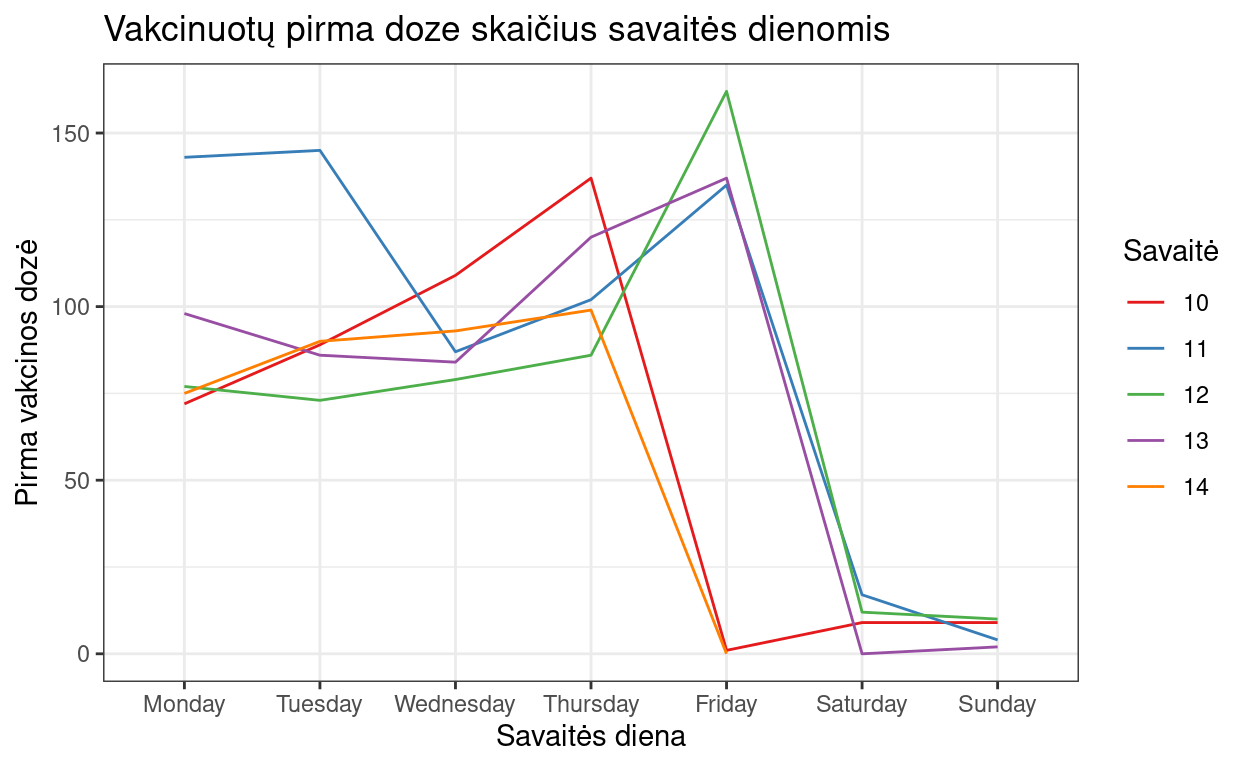 Vakcinuotų pirma doze skaičius savaitės dienomis
Pirma vakcinos dozė
150
100
50
0
Monday Tuesday Wednesday Thursday Friday Saturday Sunday
Savaitės diena
Savaitė
10
11
12
13
14